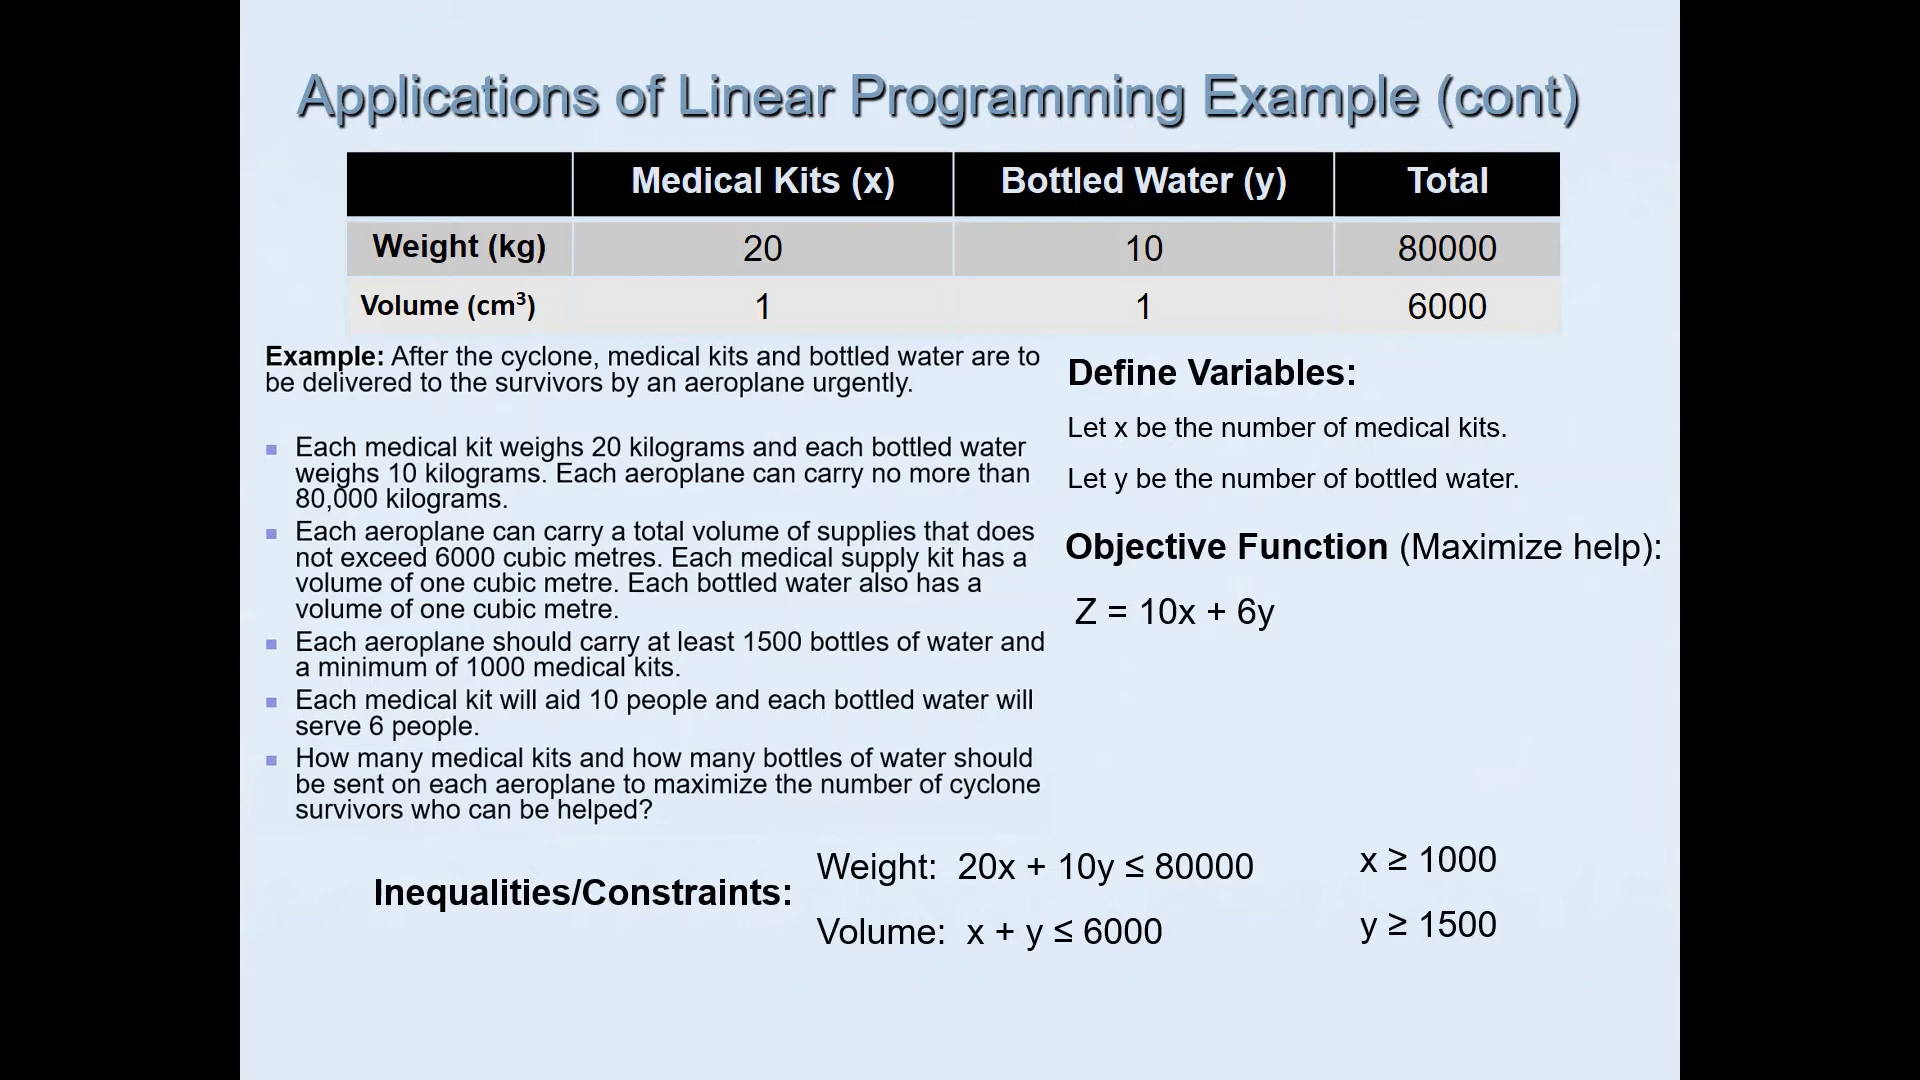 Applications of Linear Programming Example (cont)
Medical Kits (x) Bottled Water (y) Total
Weight (kg) 20 10 80000
Volume (cm³) 1 1 6000
Example: After the cyclone, medical kits and bottled water are to
be delivered to the survivors by an aeroplane urgently.
Each medical kit weighs 20 kilograms and each bottled water
weighs 10 kilograms. Each aeroplane can carry no more than
80,000 kilograms.
Each aeroplane can carry a total volume of supplies that does
not exceed 6000 cubic metres. Each medical supply kit has a
volume of one cubic metre. Each bottled water also has a
volume of one cubic metre.
Each aeroplane should carry at least 1500 bottles of water and
a minimum of 1000 medical kits.
Each medical kit will aid 10 people and each bottled water will
serve 6 people.
How many medical kits and how many bottles of water should
be sent on each aeroplane to maximize the number of cyclone
survivors who can be helped?
Define Variables:
Let x be the number of medical kits.
Let y be the number of bottled water.
Objective Function (Maximize help):
Z = 10x + 6y
Inequalities/Constraints:
Weight: 20x + 10y ≤ 80000
Volume: x + y ≤ 6000
x ≥ 1000
y ≥ 1500